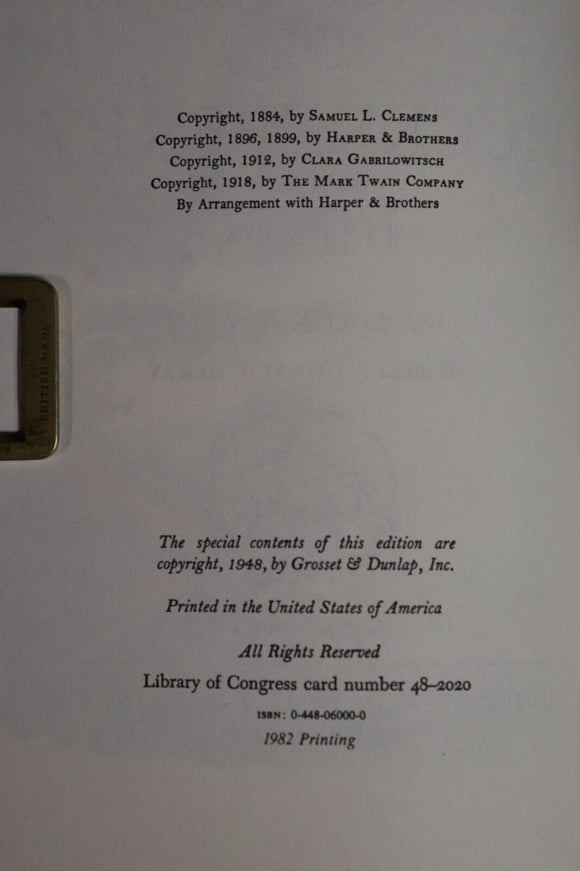 Copyright, 1884, by SAMUEL L. CLEMENS
Copyright, 1896, 1899, by HARPER & BROTHERS
Copyright, 1912, by CLARA GABRILOWITSCH
Copyright, 1918, by THE MARK TWAIN COMPANY
By Arrangement with Harper & Brothers
BRITISH MADE
The special contents of this edition are
copyright, 1948, by Grosset & Dunlap, Inc.
Printed in the United States of America
All Rights Reserved
Library of Congress card number 48–2020
ISBN: 0-448-06000-0
1982 Printing